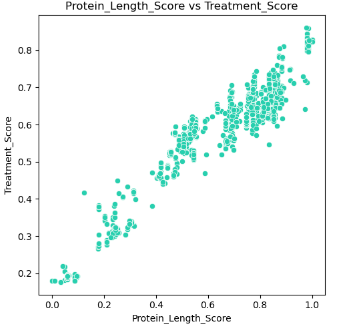 Protein_Length_Score vs Treatment_Score
Treatment_Score
0.8
0.7
0.6
0.5
0.4
0.3
0.2
0.0 0.2 0.4 0.6 0.8 1.0
Protein_Length_Score